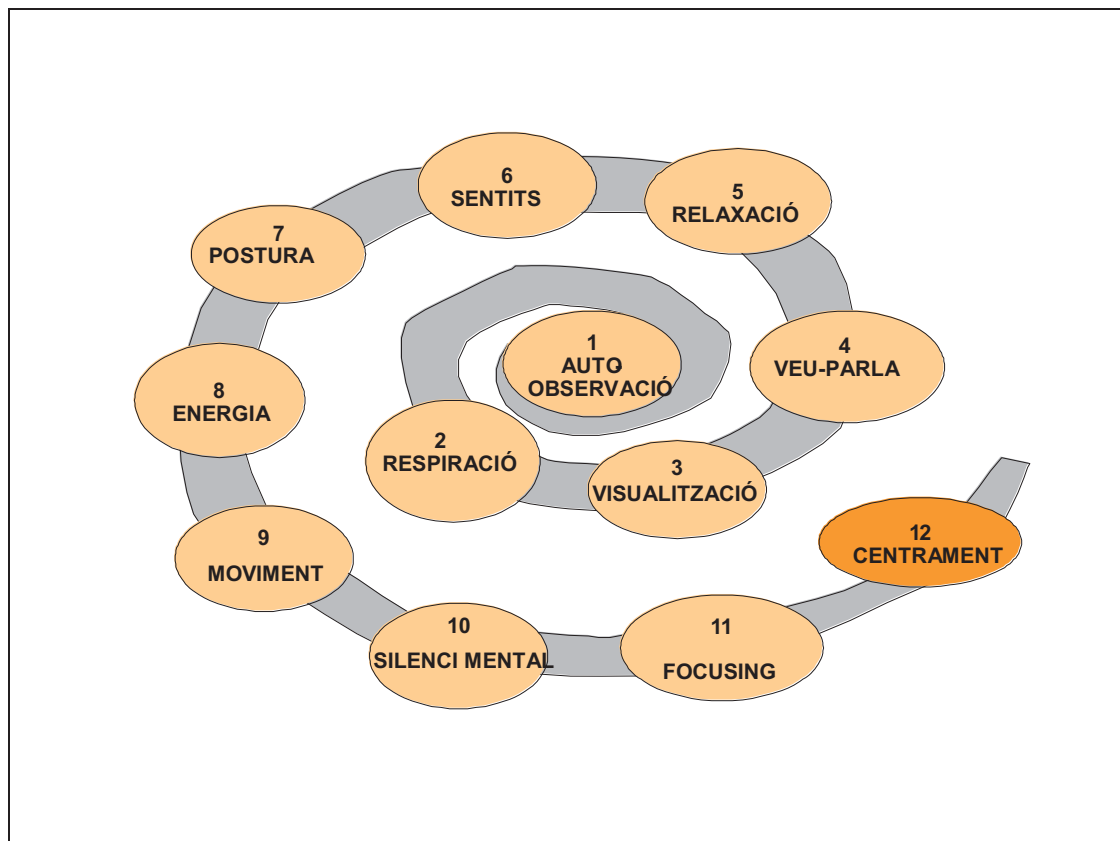 1
AUTO-
OBSERVACIÓ
2
RESPIRACIÓ
3
VISUALITZACIÓ
4
VEU-PARLA
5
RELAXACIÓ
6
SENTITS
7
POSTURA
8
ENERGIA
9
MOVIMENT
10
SILENCI MENTAL
11
FOCUSING
12
CENTRAMENT